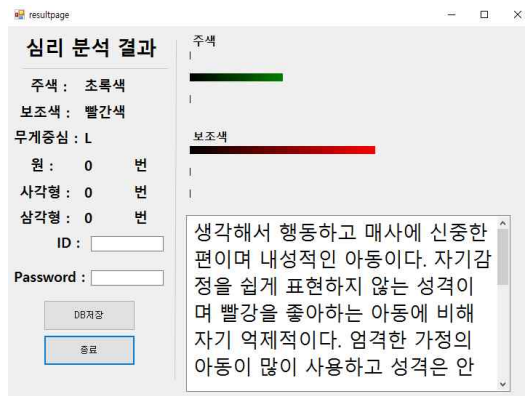 resultpage
심리 분석 결과
주색 : 초록색
보조색 : 빨간색
무게중심 : L
원 : 0 번
사각형 : 0 번
삼각형 : 0 번
ID :
Password :
DB저장
종료
주색
보조색
생각해서 행동하고 매사에 신중한
편이며 내성적인 아동이다. 자기감
정을 쉽게 표현하지 않는 성격이
며 빨강을 좋아하는 아동에 비해
자기 억제적이다. 엄격한 가정의
아동이 많이 사용하고 성격은 안